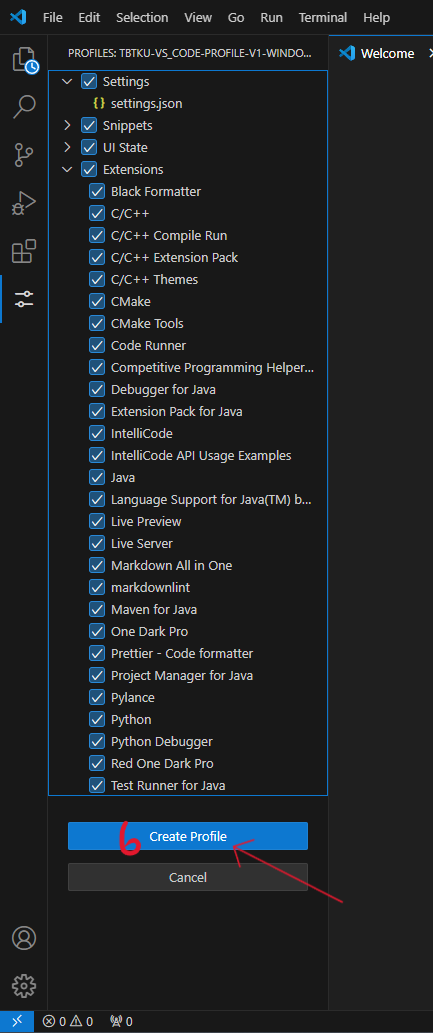 File Edit Selection View Go Run Terminal Help
PROFILES: TBTKU-VS_CODE-PROFILE-V1-WINDO...
Welcome
Settings
{ } settings.json
Snippets
UI State
Extensions
Black Formatter
C/C++
C/C++ Compile Run
C/C++ Extension Pack
C/C++ Themes
CMake
CMake Tools
Code Runner
Competitive Programming Helper...
Debugger for Java
Extension Pack for Java
IntelliCode
IntelliCode API Usage Examples
Java
Language Support for Java(TM) b...
Live Preview
Live Server
Markdown All in One
markdownlint
Maven for Java
One Dark Pro
Prettier - Code formatter
Project Manager for Java
Pylance
Python
Python Debugger
Red One Dark Pro
Test Runner for Java
6 Create Profile
Cancel
0 0 0